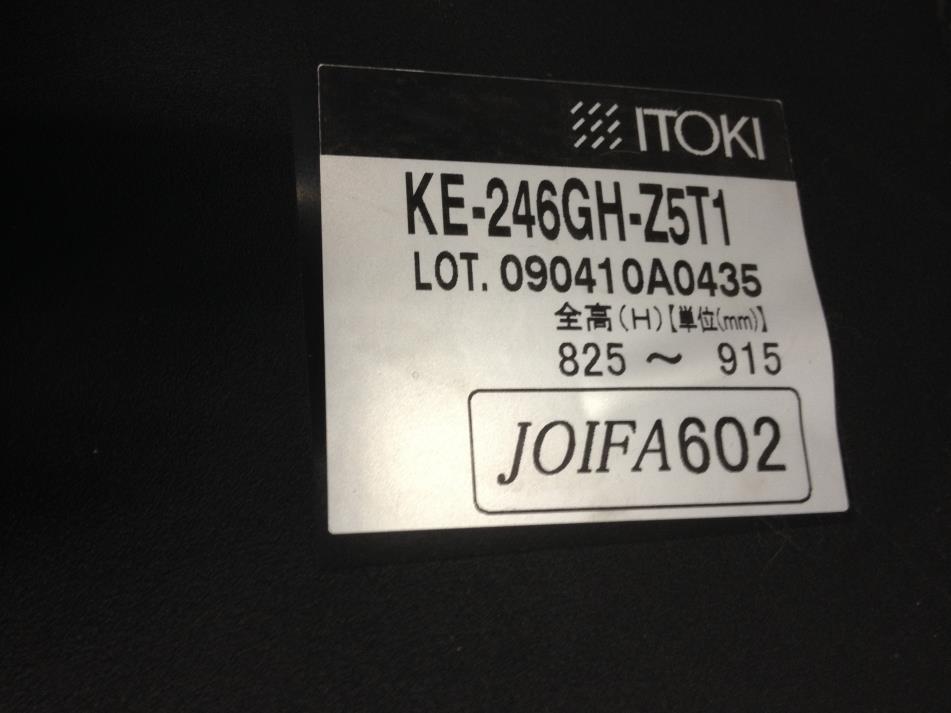 ITOKI
KE-246GH-Z5T1
LOT. 090410A0435
全高(H)【単位(mm)】
825 ～ 915
JOIFA602